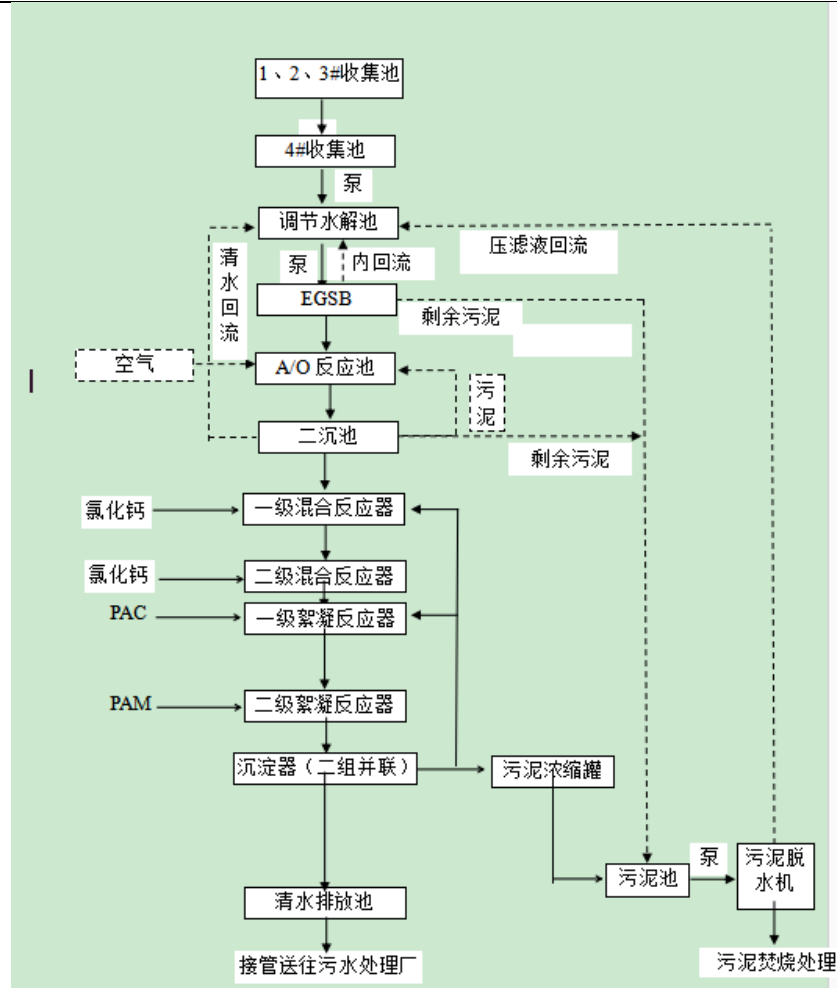 1、2、3#收集池
4#收集池
泵
调节水解池
压滤液回流
清水回流
泵
内回流
EGSB
剩余污泥
空气
A/O 反应池
污泥
二沉池
剩余污泥
氯化钙
一级混合反应器
氯化钙
二级混合反应器
PAC
一级絮凝反应器
PAM
二级絮凝反应器
沉淀器（二组并联）
污泥浓缩罐
污泥池
泵
污泥脱
水机
清水排放池
接管送往污水处理厂
污泥焚烧处理